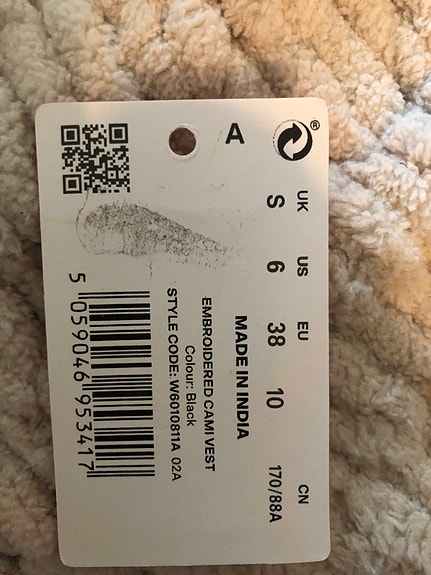 ®
UK US EU CN
S 6 38 10 170/88A
A
MADE IN INDIA
EMBROIDERED CAMI VEST
Colour: Black
STYLE CODE: W6010811A 02A
5 059046 953417